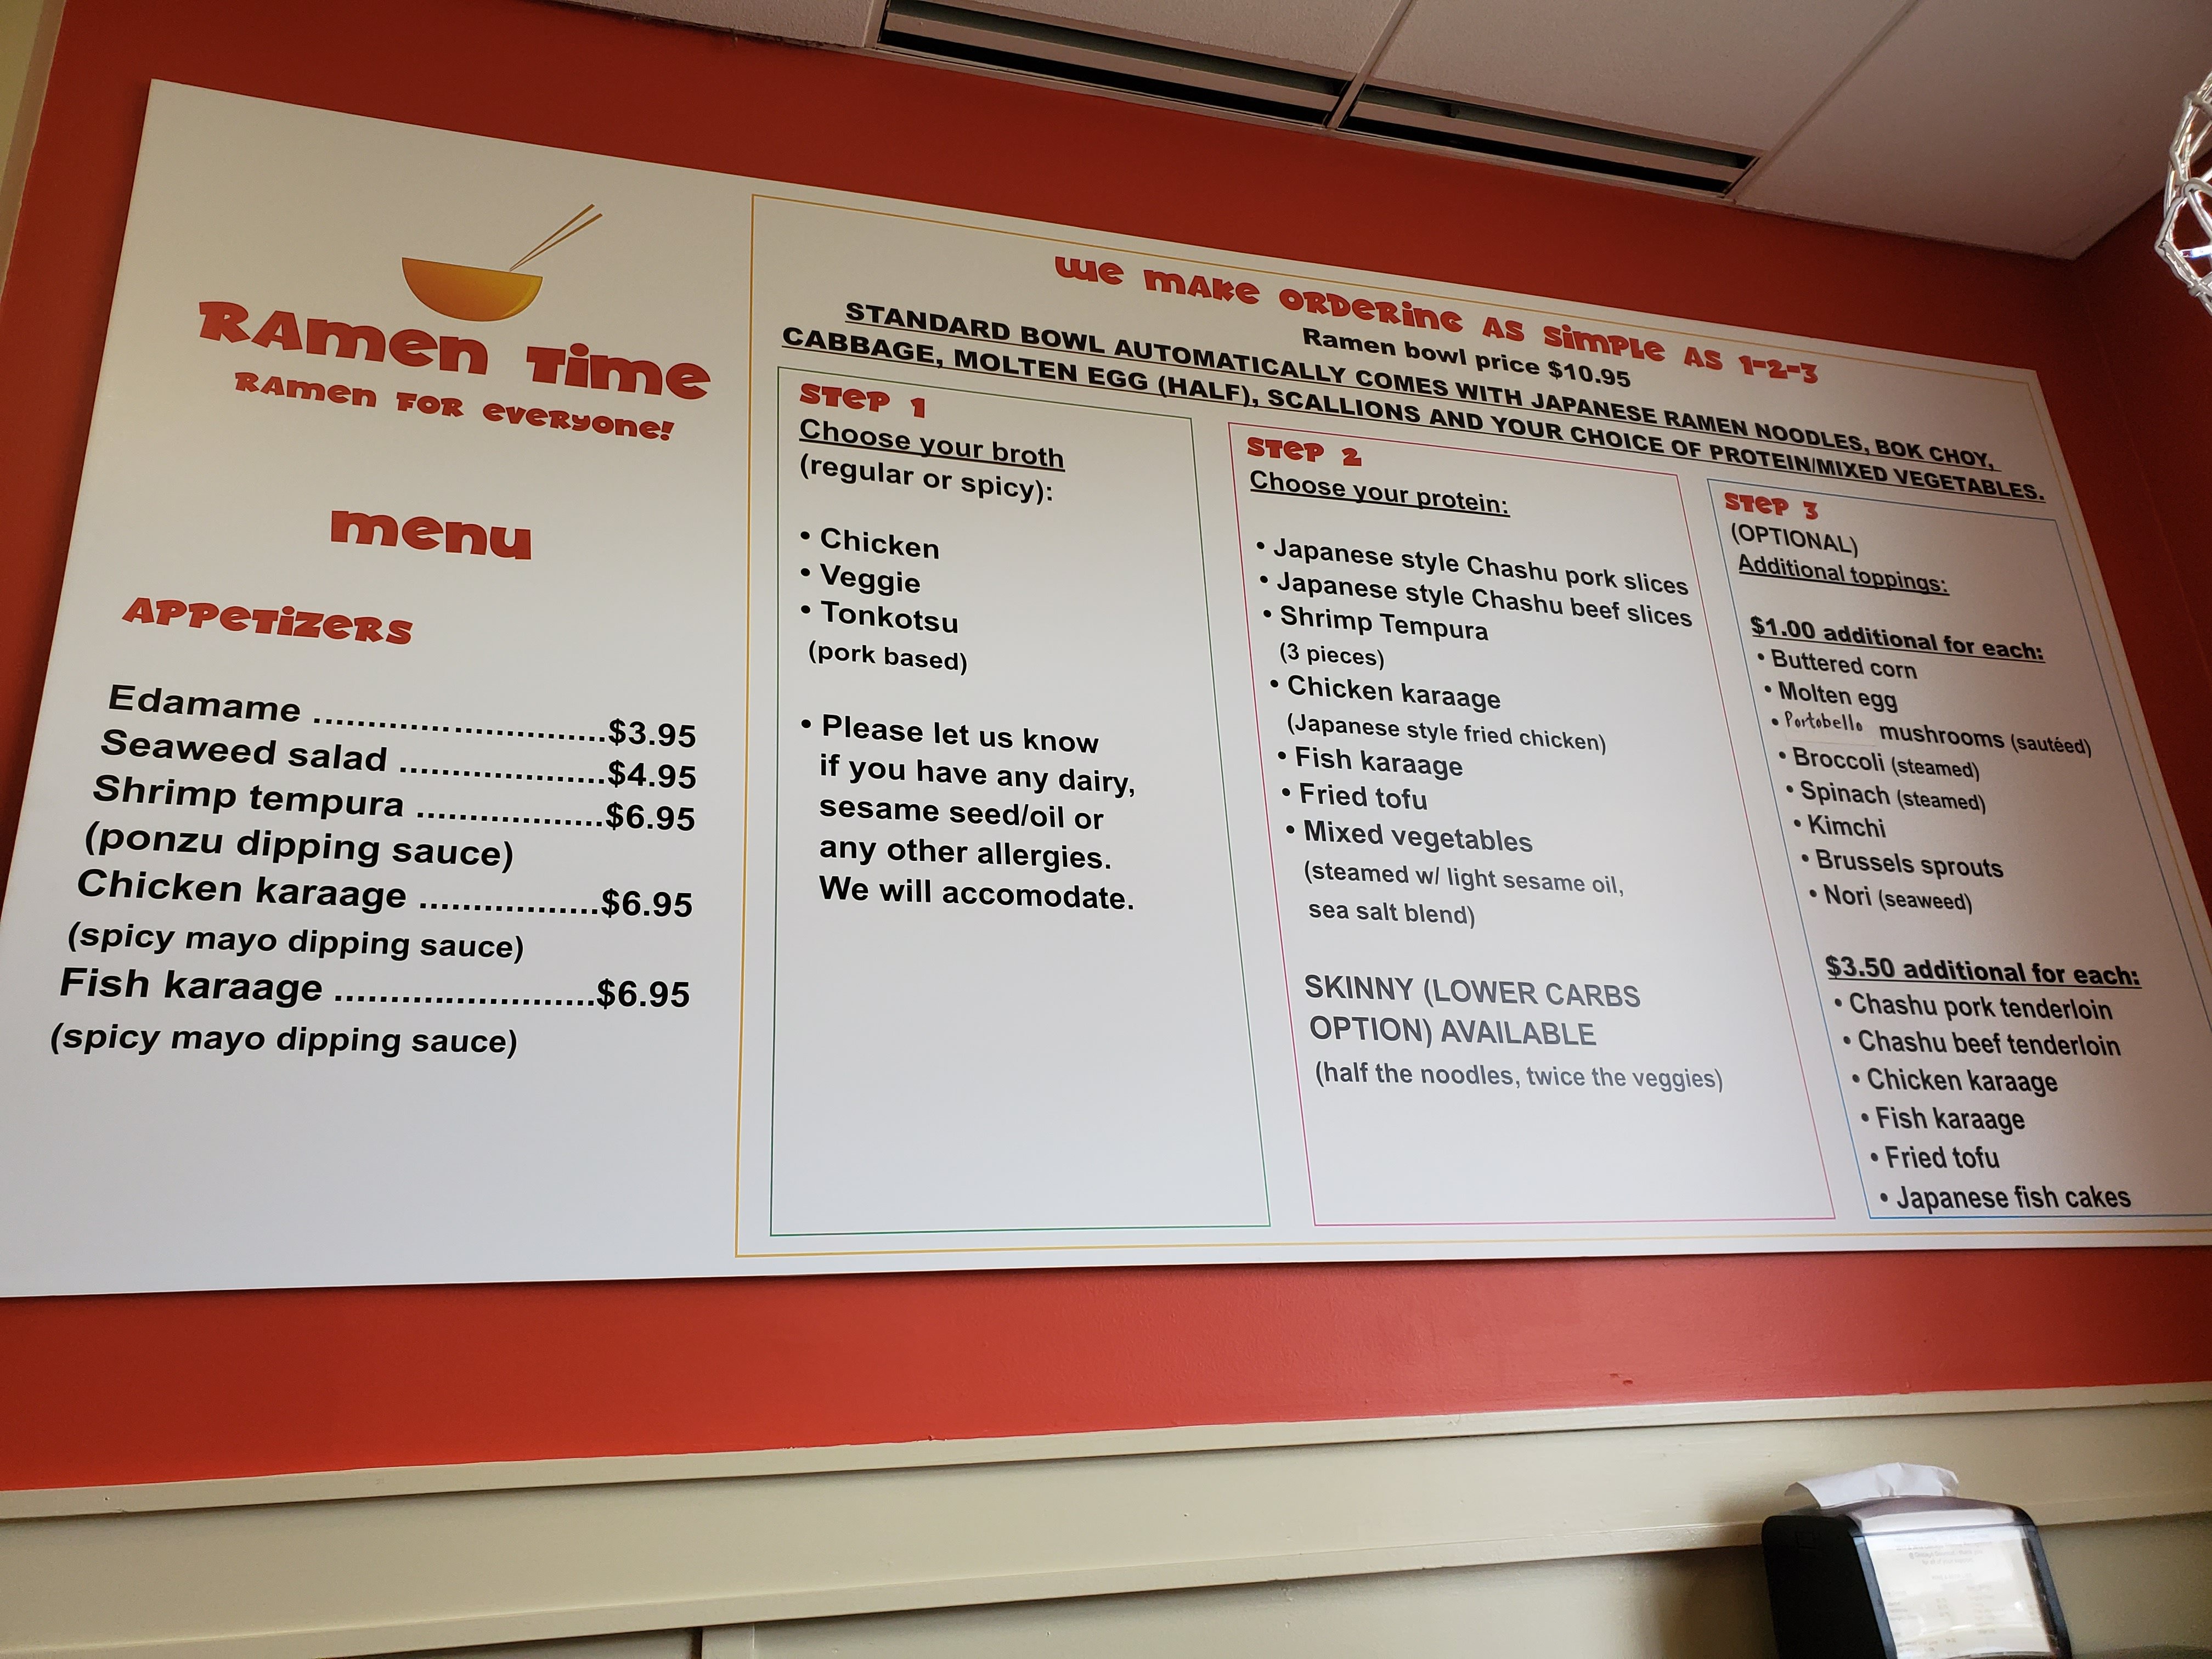 RAmen Time
RAmen FOR everyone!
menu
APPetizers
Edamame ..............................$3.95
Seaweed salad .....................$4.95
Shrimp tempura ...................$6.95
(ponzu dipping sauce)
Chicken karaage ..................$6.95
(spicy mayo dipping sauce)
Fish karaage .........................$6.95
(spicy mayo dipping sauce)
we make ordering as simple as 1-2-3
Ramen bowl price $10.95
STANDARD BOWL AUTOMATICALLY COMES WITH JAPANESE RAMEN NOODLES, BOK CHOY,
CABBAGE, MOLTEN EGG (HALF), SCALLIONS AND YOUR CHOICE OF PROTEIN/MIXED VEGETABLES.
STEP 1
Choose your broth
(regular or spicy):
• Chicken
• Veggie
• Tonkotsu
(pork based)
• Please let us know
if you have any dairy,
sesame seed/oil or
any other allergies.
We will accomodate.
STEP 2
Choose your protein:
• Japanese style Chashu pork slices
• Japanese style Chashu beef slices
• Shrimp Tempura
(3 pieces)
• Chicken karaage
(Japanese style fried chicken)
• Fish karaage
• Fried tofu
• Mixed vegetables
(steamed w/ light sesame oil,
sea salt blend)
SKINNY (LOWER CARBS
OPTION) AVAILABLE
(half the noodles, twice the veggies)
STEP 3
(OPTIONAL)
Additional toppings:
$1.00 additional for each:
• Buttered corn
• Molten egg
• Portobello mushrooms (sautéed)
• Broccoli (steamed)
• Spinach (steamed)
• Kimchi
• Brussels sprouts
• Nori (seaweed)
$3.50 additional for each:
• Chashu pork tenderloin
• Chashu beef tenderloin
• Chicken karaage
• Fish karaage
• Fried tofu
• Japanese fish cakes